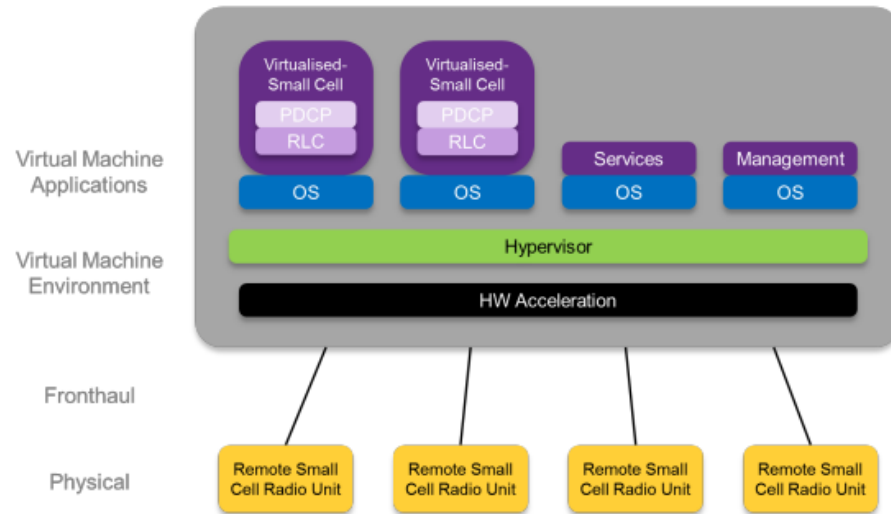 Virtualised-
Small Cell
PDCP
RLC
OS
Virtualised-
Small Cell
PDCP
RLC
OS
Services
OS
Management
OS
Virtual Machine
Applications
Hypervisor
Virtual Machine
Environment
HW Acceleration
Fronthaul
Physical
Remote Small
Cell Radio Unit
Remote Small
Cell Radio Unit
Remote Small
Cell Radio Unit
Remote Small
Cell Radio Unit